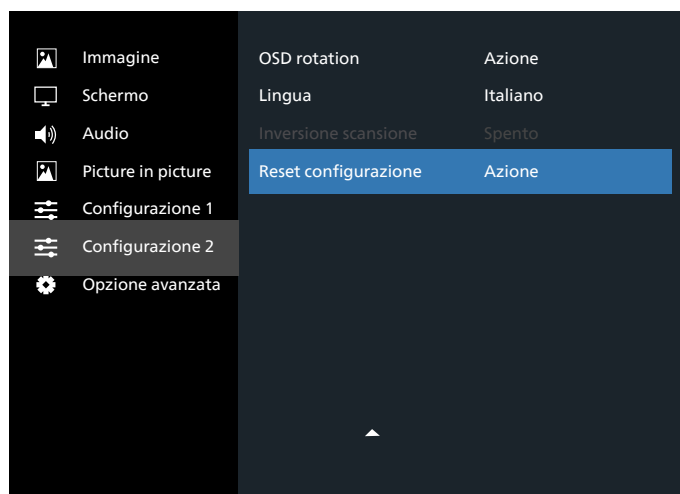 Immagine
Schermo
Audio
Picture in picture
Configurazione 1
Configurazione 2
Opzione avanzata
OSD rotation Azione
Lingua Italiano
Inversione scansione Spento
Reset configurazione Azione